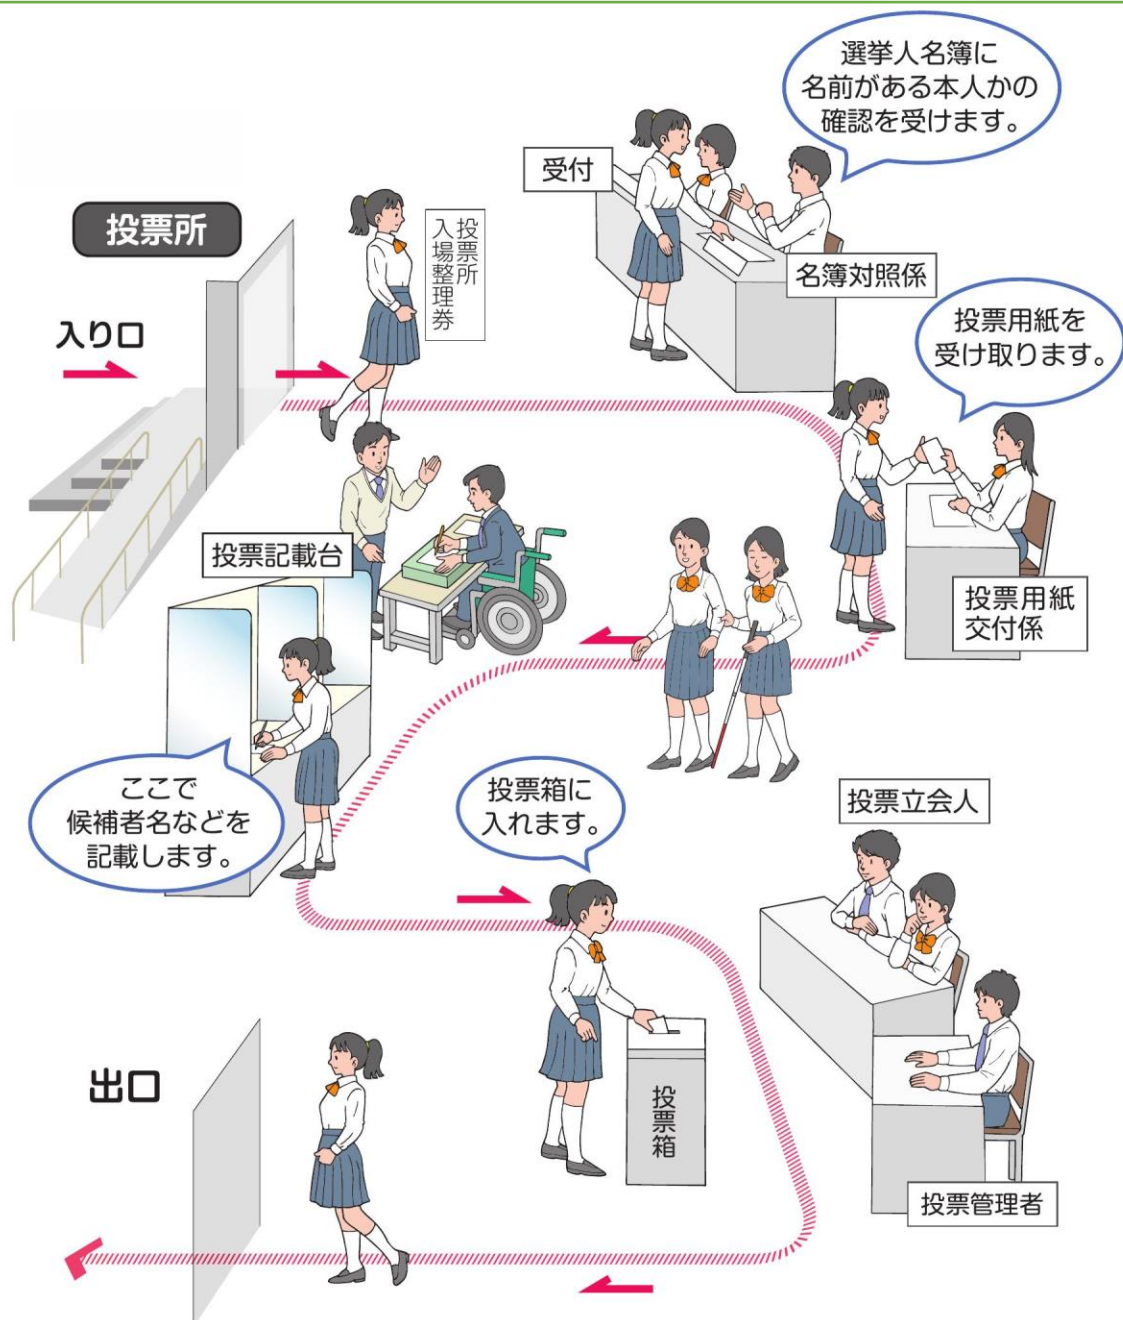 投票所
入り口
投票所
入場整理券
受付
選挙人名簿に
名前がある本人かの
確認を受けます。
名簿対照係
投票用紙を
受け取ります。
投票用紙
交付係
投票記載台
ここで
候補者名などを
記載します。
投票箱に
入れます。
投票箱
投票立会人
投票管理者
出口